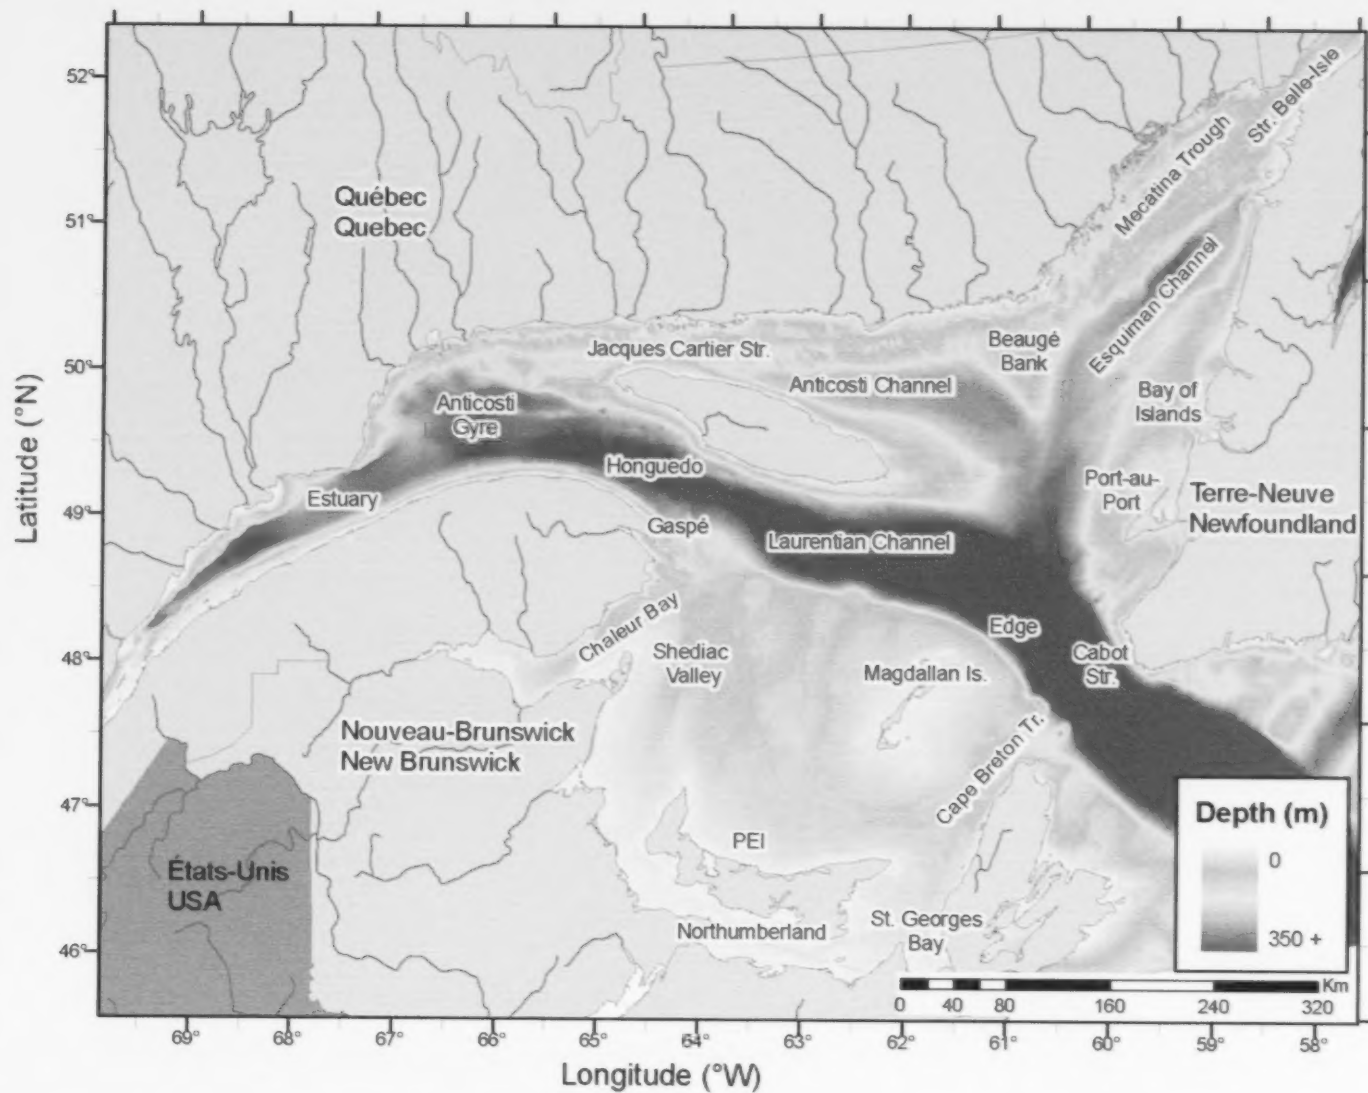 52°
51°
50°
49°
48°
47°
46°
Latitude (°N)
Québec
Quebec
Str. Belle-Isle
Mecatina Trough
Esquiman Channel
Beaugé
Bank
Jacques Cartier Str.
Anticosti Channel
Bay of
Islands
Anticosti
Gyre
Honguedo
Port-au-
Port
Terre-Neuve
Newfoundland
Estuary
Gaspé
Laurentian Channel
Chaleur Bay
Edge
Shediac
Valley
Magdallan Is.
Cabot
Str.
Nouveau-Brunswick
New Brunswick
Cape Breton Tr.
PEI
États-Unis
USA
Northumberland
St. Georges
Bay
Depth (m)
0
350 +
0 40 80 160 240 320 Km
69° 68° 67° 66° 65° 64° 63° 62° 61° 60° 59° 58°
Longitude (°W)